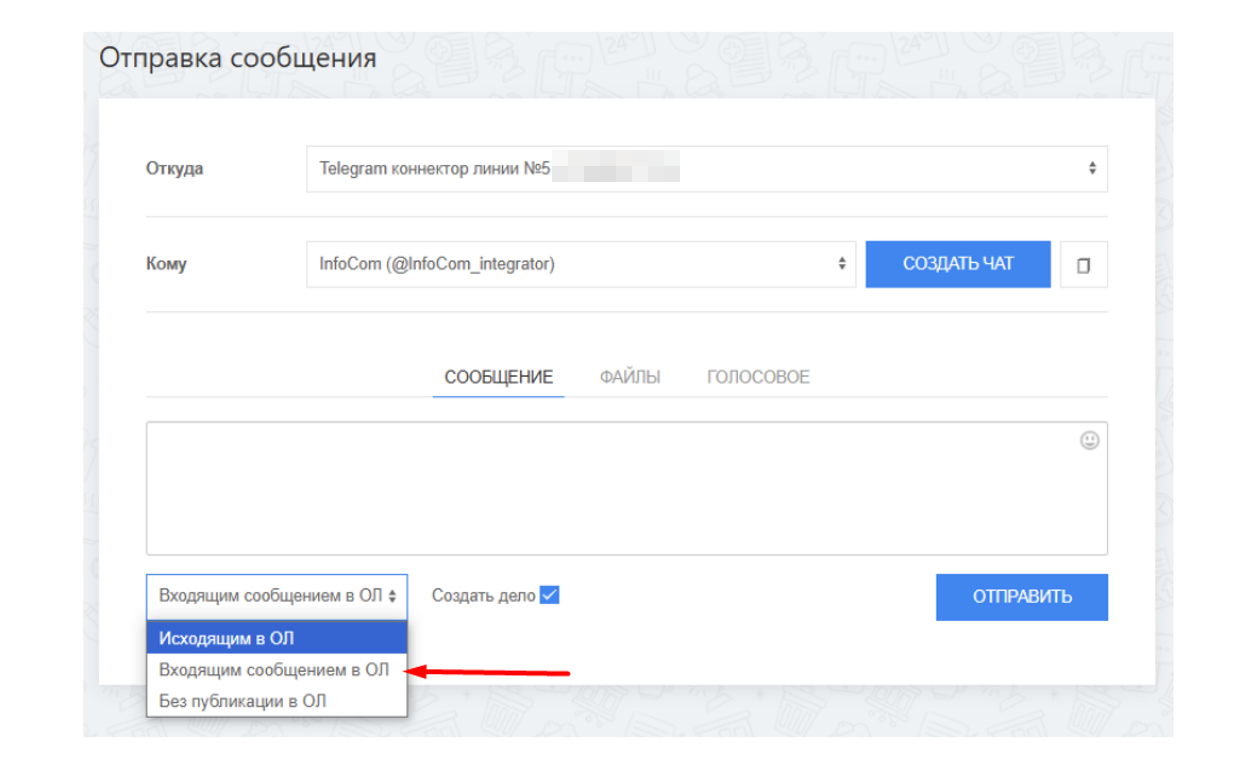 Отправка сообщения
Откуда
Telegram коннектор линии №5
Кому
InfoCom (@InfoCom_integrator)
СОЗДАТЬ ЧАТ
СООБЩЕНИЕ ФАЙЛЫ ГОЛОСОВОЕ
Входящим сообщением в ОЛ
Создать дело
ОТПРАВИТЬ
Исходящим в ОЛ
Входящим сообщением в ОЛ
Без публикации в ОЛ